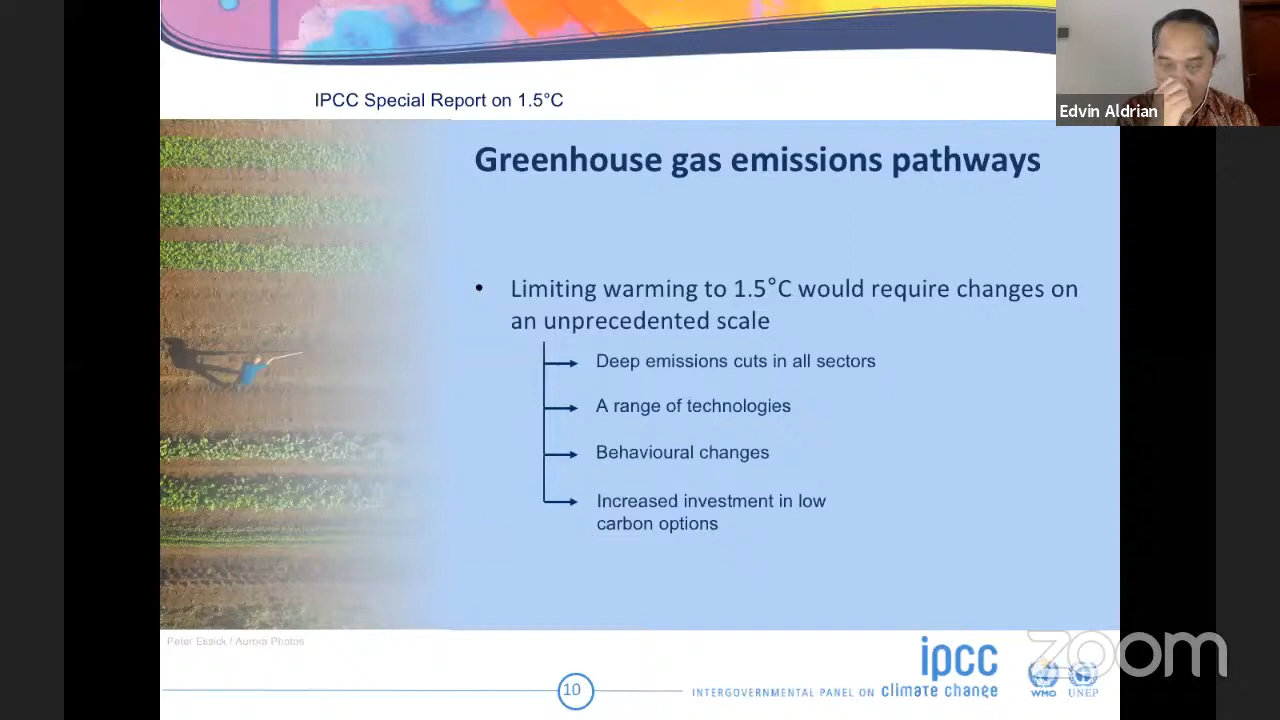 IPCC Special Report on 1.5°C
Edvin Aldrian
Greenhouse gas emissions pathways
• Limiting warming to 1.5°C would require changes on
an unprecedented scale
Deep emissions cuts in all sectors
A range of technologies
Behavioural changes
Increased investment in low
carbon options
Peter Essick / Aurora Photos
10
INTERGOVERNMENTAL PANEL ON climate change
ipcc
WMO
UNEP
zoom